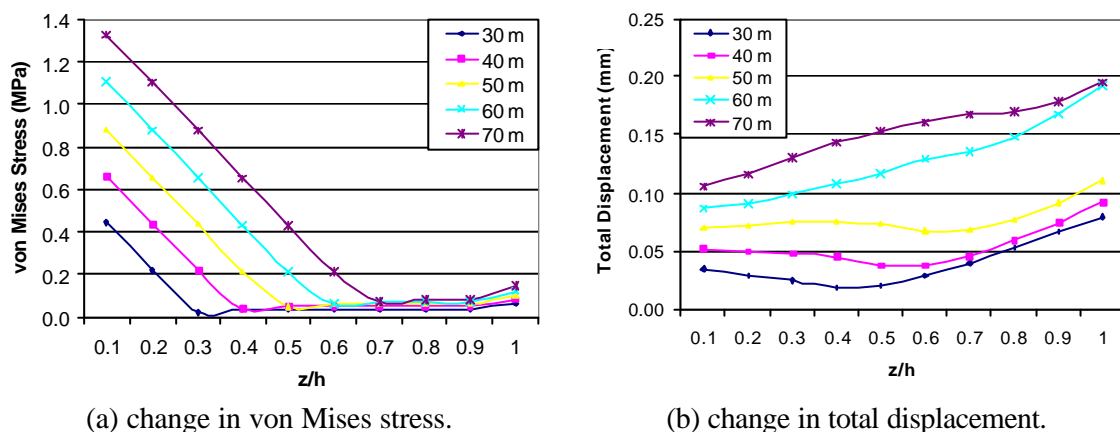 von Mises Stress (MPa)
1.4
1.2
1.0
0.8
0.6
0.4
0.2
0.0
0.1 0.2 0.3 0.4 0.5 0.6 0.7 0.8 0.9 1
z/h
30 m
40 m
50 m
60 m
70 m
(a) change in von Mises stress.
Total Displacement (mm)
0.25
0.20
0.15
0.10
0.05
0.00
0.1 0.2 0.3 0.4 0.5 0.6 0.7 0.8 0.9 1
z/h
30 m
40 m
50 m
60 m
70 m
(b) change in total displacement.